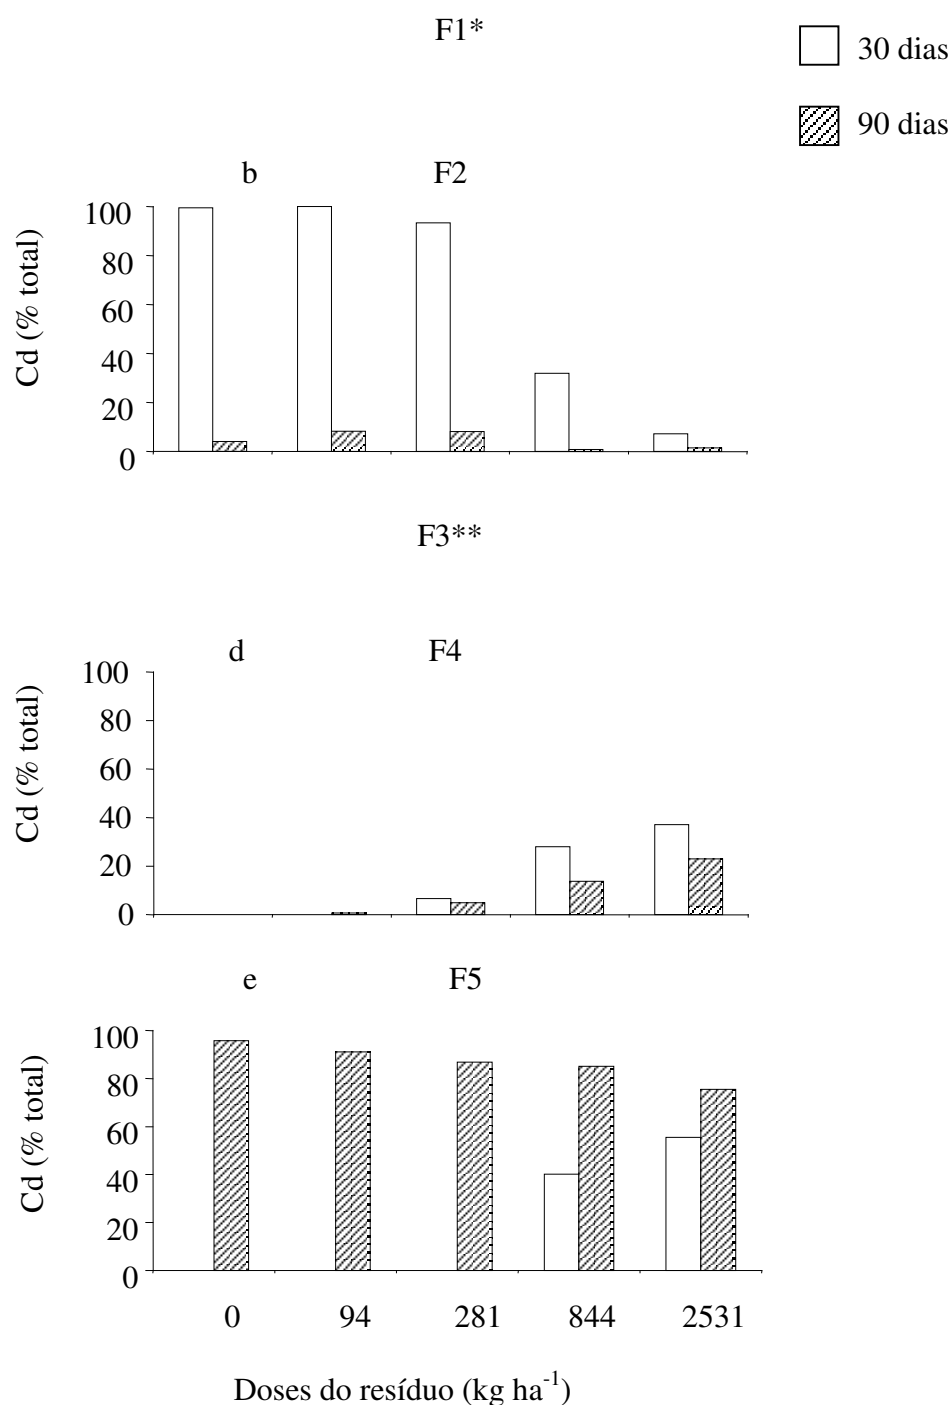 F1*
30 dias
90 dias
b F2
Cd (% total)
100
80
60
40
20
0
F3**
d F4
Cd (% total)
100
80
60
40
20
0
e F5
Cd (% total)
100
80
60
40
20
0
0 94 281 844 2531
Doses do resíduo (kg ha⁻¹)